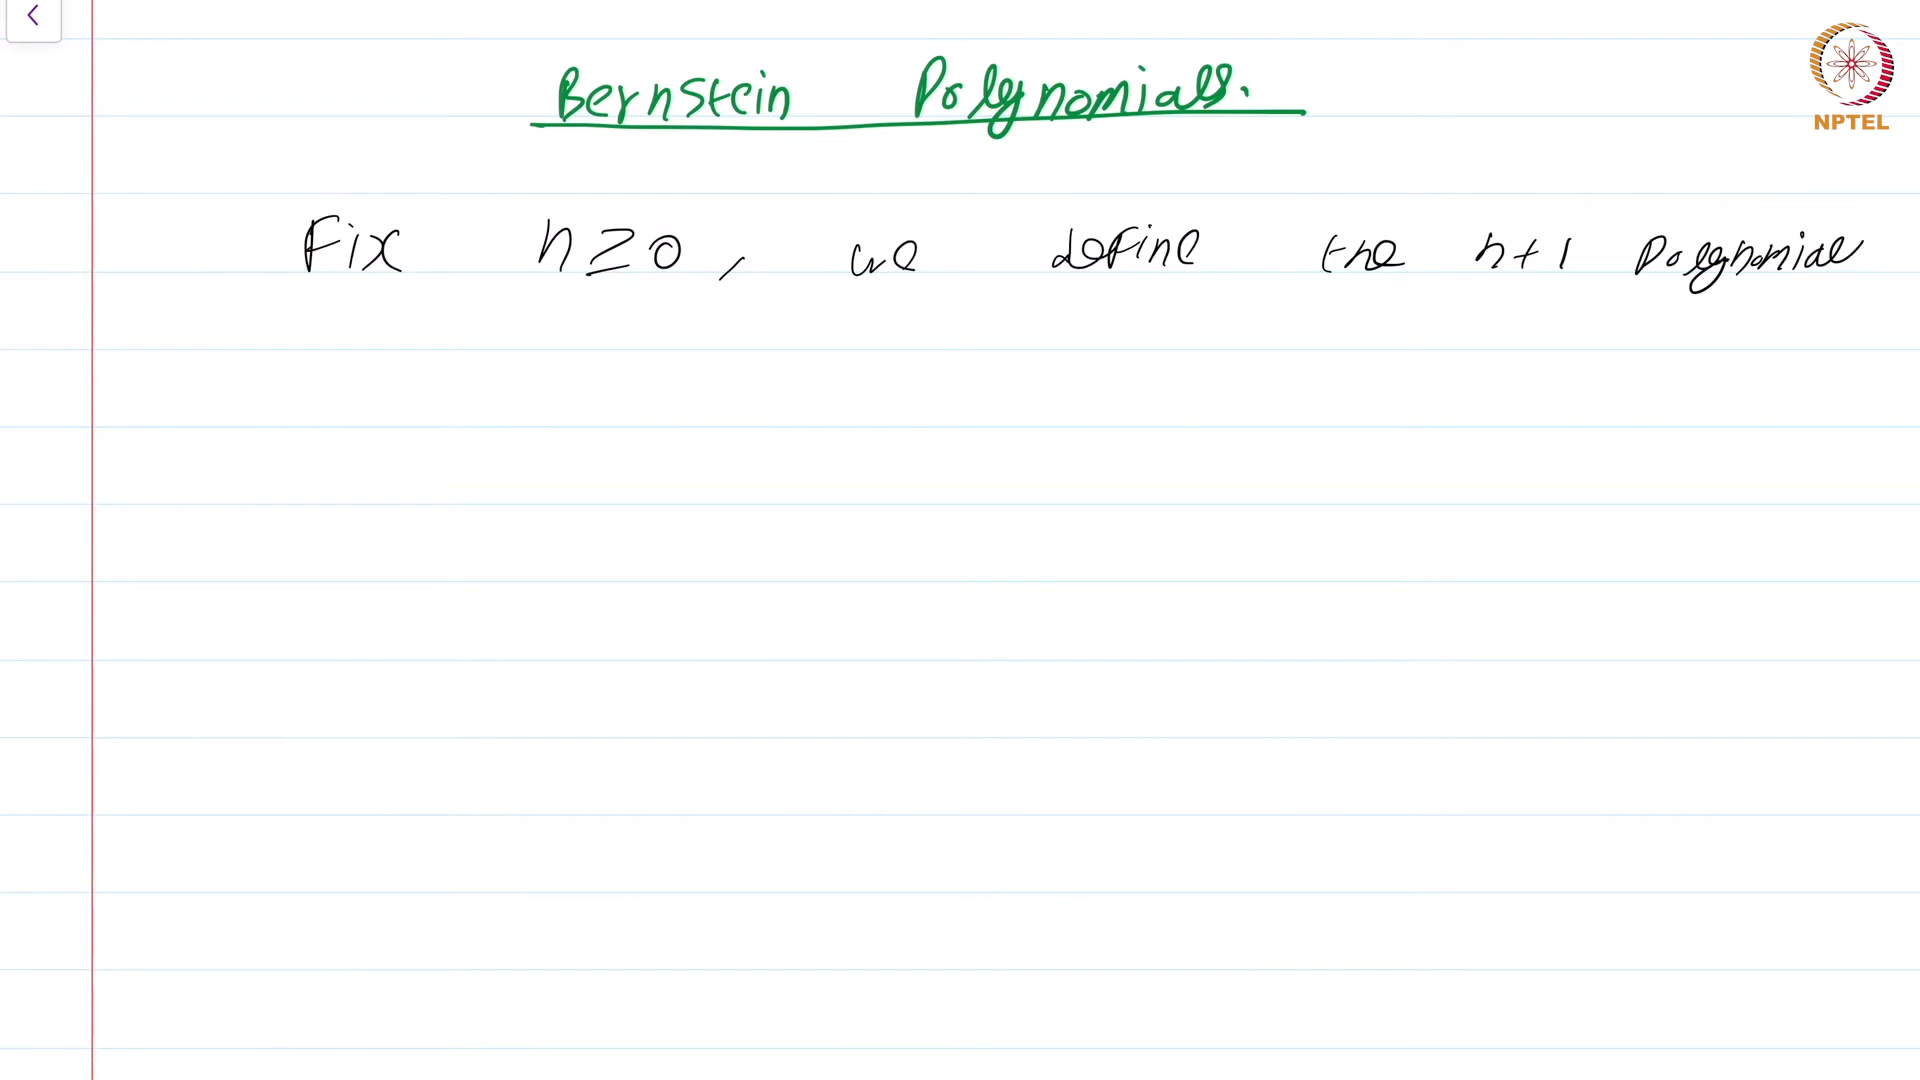 Bernstein Polynomials.
NPTEL
Fix n ≥ 0, we define the n+1 Polynomial